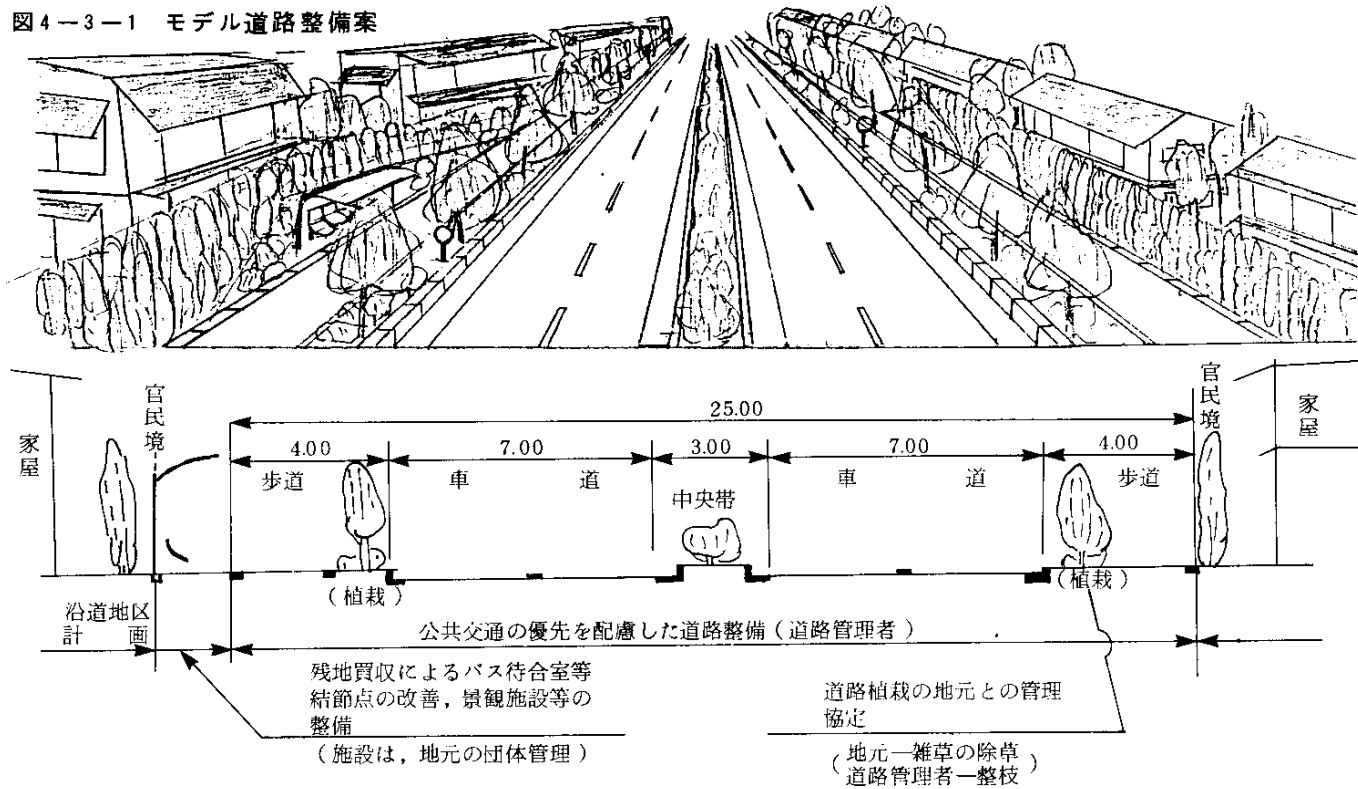 図4-3-1 モデル道路整備案
官民境
官民境
家屋
家屋
25.00
4.00
7.00
3.00
7.00
4.00
歩道
車道
中央帯
車道
歩道
(植栽)
(植栽)
沿道地区
計画
公共交通の優先を配慮した道路整備(道路管理者)
残地買収によるバス待合室等
結節点の改善,景観施設等の
整備
(施設は,地元の団体管理)
道路植栽の地元との管理
協定
(地元—雑草の除草
道路管理者—整枝)